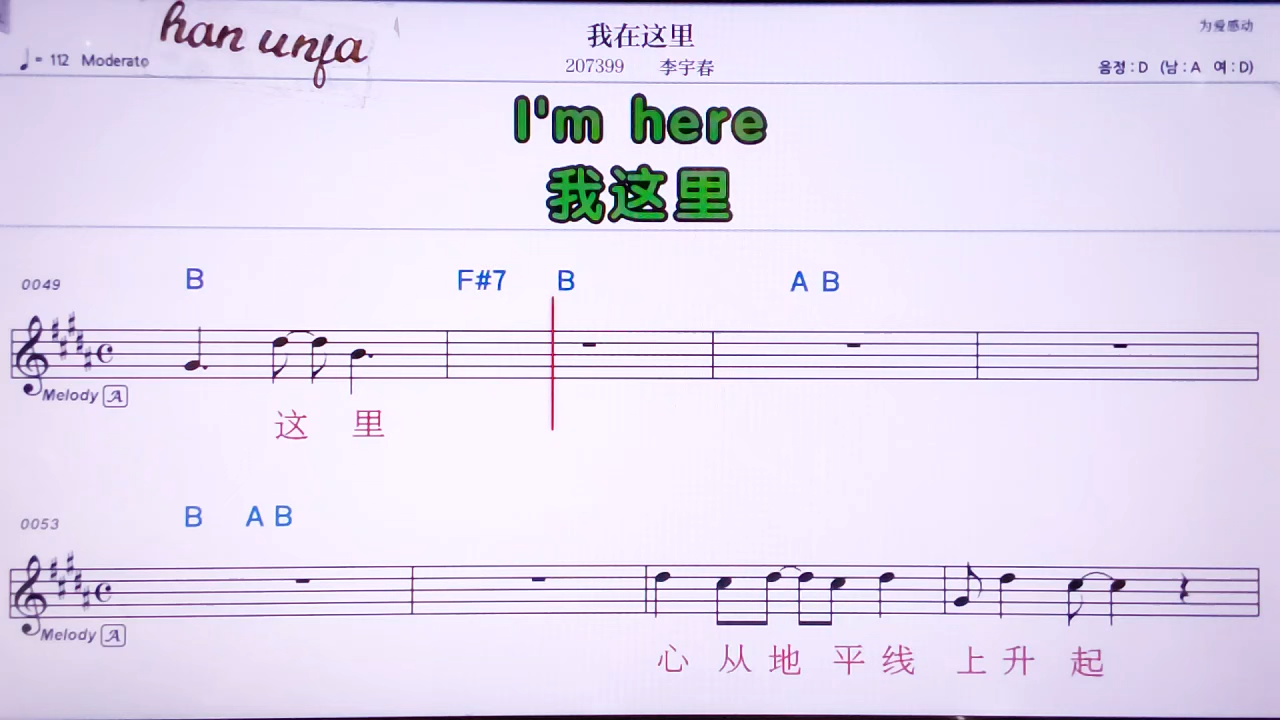 han unfa
我在这里
为爱感动
♩= 112 Moderato
207399 李宇春
음정 : D (남 : A 여 : D)
I'm here
我这里
0049
B F#7 B A B
Melody A
这 里
0053
B A B
Melody A
心 从 地 平 线 上 升 起